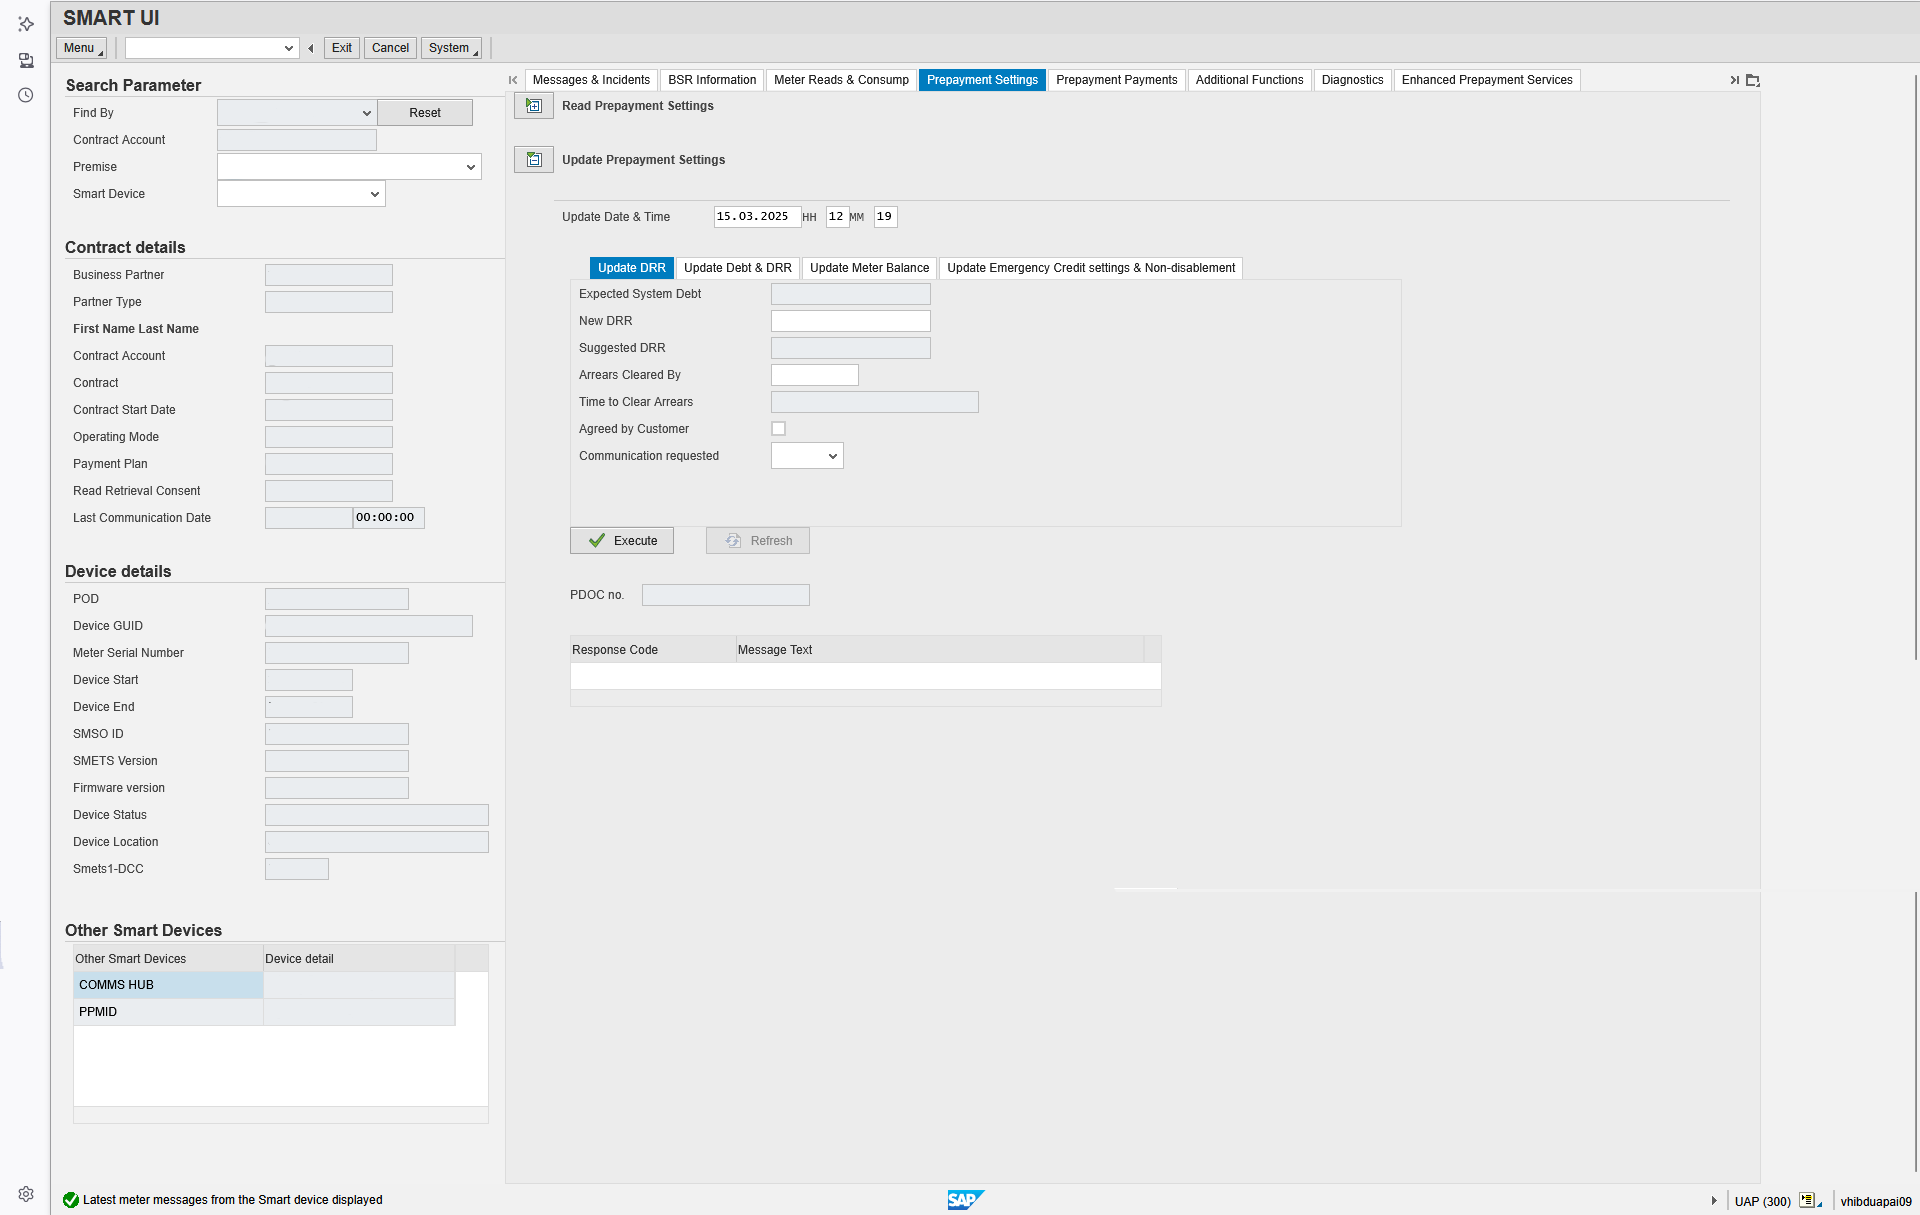 SMART UI
Menu
Exit
Cancel
System
Search Parameter
Find By
Reset
Contract Account
Premise
Smart Device
Contract details
Business Partner
Partner Type
First Name Last Name
Contract Account
Contract
Contract Start Date
Operating Mode
Payment Plan
Read Retrieval Consent
Last Communication Date 00:00:00
Device details
POD
Device GUID
Meter Serial Number
Device Start
Device End
SMSO ID
SMETS Version
Firmware version
Device Status
Device Location
Smets1-DCC
Other Smart Devices
Other Smart Devices Device detail
COMMS HUB
PPMID
Messages & Incidents BSR Information Meter Reads & Consump Prepayment Settings Prepayment Payments Additional Functions Diagnostics Enhanced Prepayment Services
Read Prepayment Settings
Update Prepayment Settings
Update Date & Time 15.03.2025 HH 12 MM 19
Update DRR Update Debt & DRR Update Meter Balance Update Emergency Credit settings & Non-disablement
Expected System Debt
New DRR
Suggested DRR
Arrears Cleared By
Time to Clear Arrears
Agreed by Customer
Communication requested
Execute Refresh
PDOC no.
Response Code Message Text
Latest meter messages from the Smart device displayed
SAP
UAP (300)
vhibduapai09